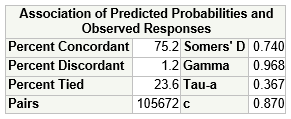 Association of Predicted Probabilities and
Observed Responses
Percent Concordant 75.2 Somers' D 0.740
Percent Discordant 1.2 Gamma 0.968
Percent Tied 23.6 Tau-a 0.367
Pairs 105672 c 0.870